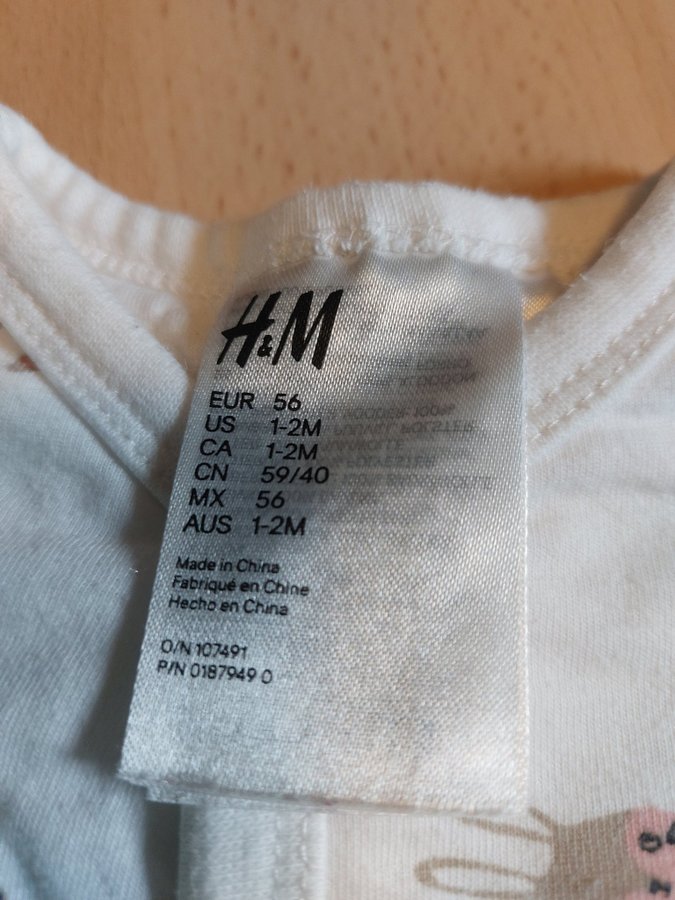 H&M
EUR 56
US 1-2M
CA 1-2M
CN 59/40
MX 56
AUS 1-2M
Made in China
Fabriqué en Chine
Hecho en China
O/N 107491
P/N 0187949 0